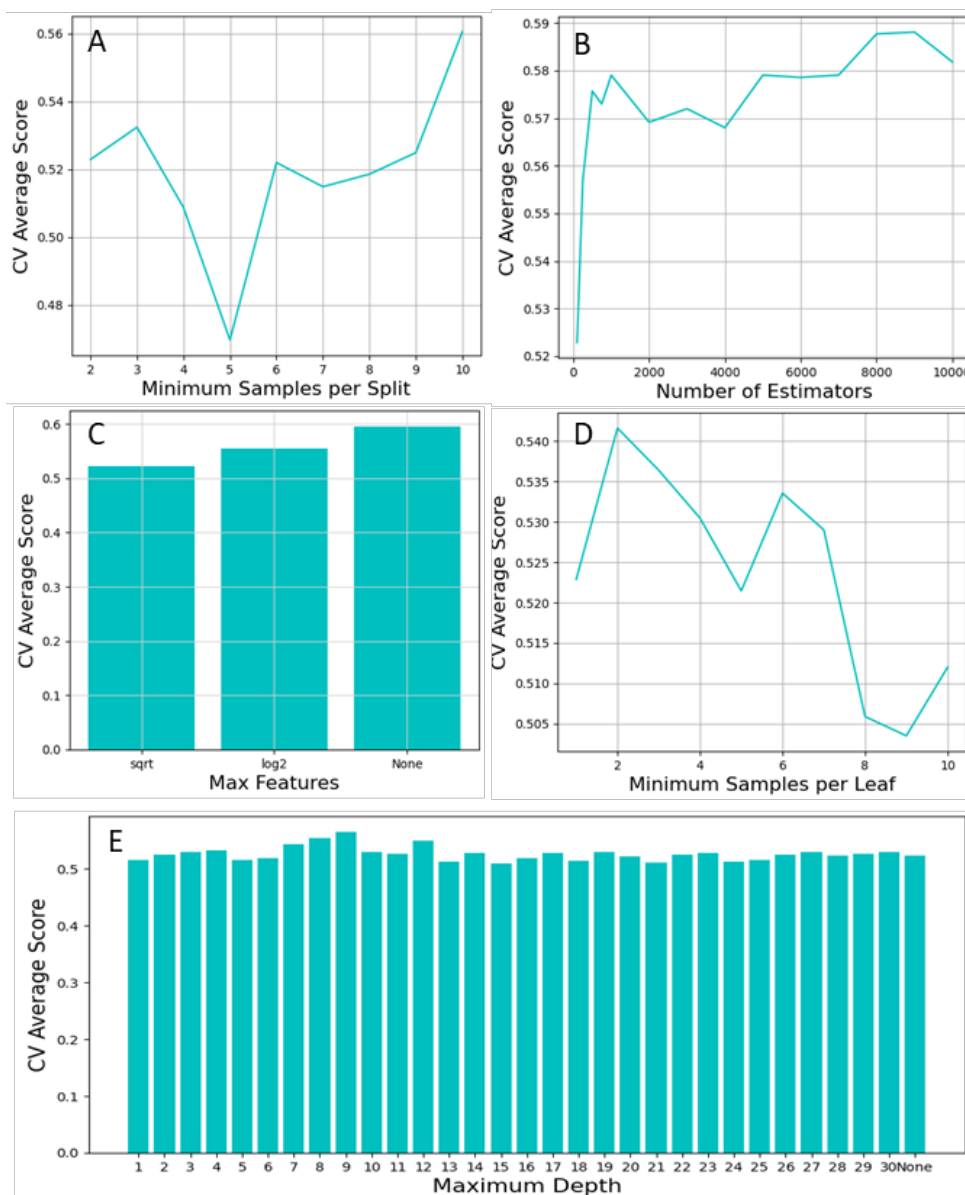 A
0.56
0.54
0.52
0.50
0.48
CV Average Score
2 3 4 5 6 7 8 9 10
Minimum Samples per Split
B
0.59
0.58
0.57
0.56
0.55
0.54
0.53
0.52
CV Average Score
0 2000 4000 6000 8000 10000
Number of Estimators
C
0.6
0.5
0.4
0.3
0.2
0.1
0.0
CV Average Score
sqrt log2 None
Max Features
D
0.540
0.535
0.530
0.525
0.520
0.515
0.510
0.505
CV Average Score
2 4 6 8 10
Minimum Samples per Leaf
E
0.5
0.4
0.3
0.2
0.1
0.0
CV Average Score
1 2 3 4 5 6 7 8 9 10 11 12 13 14 15 16 17 18 19 20 21 22 23 24 25 26 27 28 29 30 None
Maximum Depth